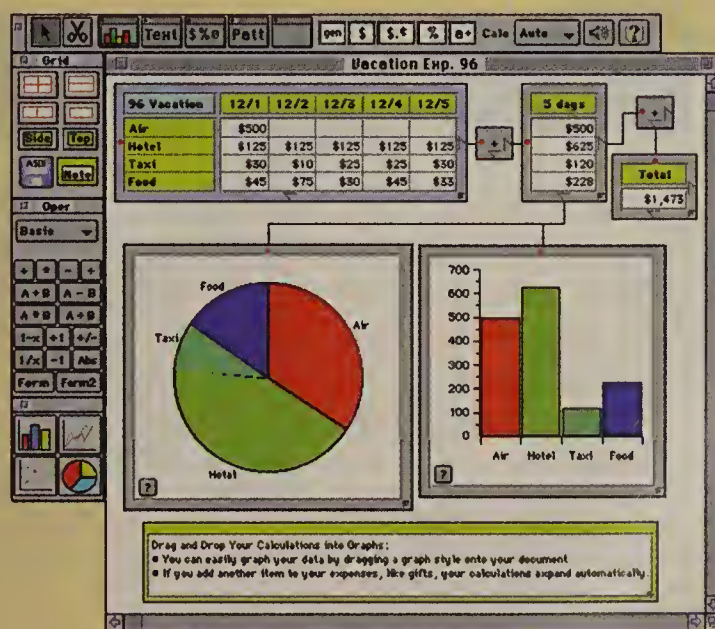 Text $%0 Patt gen $ $.¢ % a+ Calc Auto
Grid
Side Top
ASCII Note
Oper
Basic
+ * - ÷
A+B A-B
A*B A÷B
1-x +1 +/-
1/x -1 Abs
Form Form2
Vacation Exp. 96
96 Vacation 12/1 12/2 12/3 12/4 12/5
Air $500
Hotel $125 $125 $125 $125 $125
Taxi $30 $10 $25 $25 $30
Food $45 $75 $30 $45 $33
5 days
$500
$625
$120
$228
+
+
Total
$1,473
Food
Air
Taxi
Hotel
?
700
600
500
400
300
200
100
0
Air Hotel Taxi Food
?
Drag and Drop Your Calculations into Graphs:
• You can easily graph your data by dragging a graph style onto your document
• If you add another item to your expenses, like gifts, your calculations expand automatically.